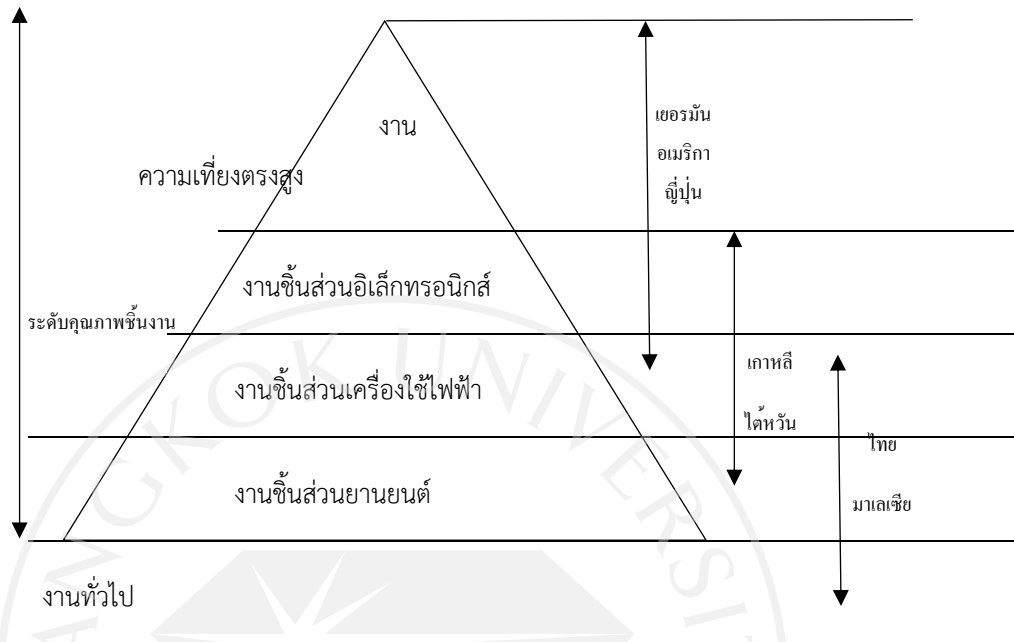 งาน
ความเที่ยงตรงสูง
เยอรมัน
อเมริกา
ญี่ปุ่น
งานชิ้นส่วนอิเล็กทรอนิกส์
ระดับคุณภาพชิ้นงาน
งานชิ้นส่วนเครื่องใช้ไฟฟ้า
เกาหลี
ไต้หวัน
ไทย
งานชิ้นส่วนยานยนต์
มาเลเซีย
งานทั่วไป
NGKOK UNIVERSI